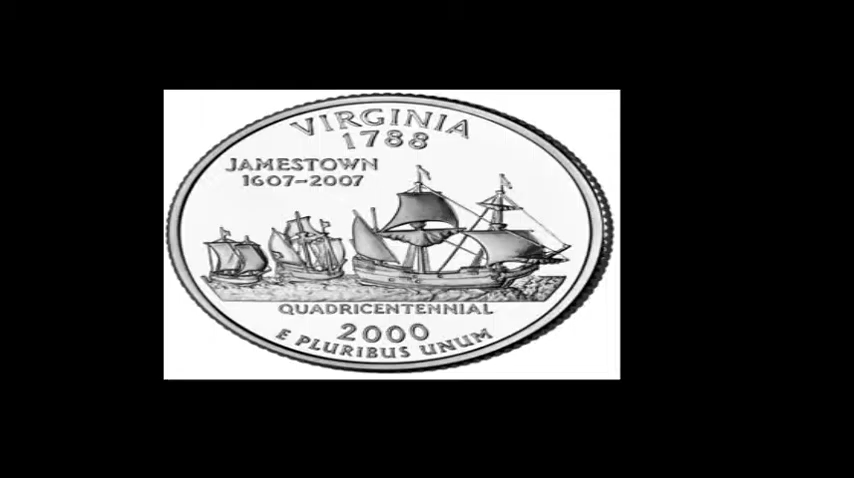 VIRGINIA
1788
JAMESTOWN
1607-2007
QUADRICENTENNIAL
2000
E PLURIBUS UNUM